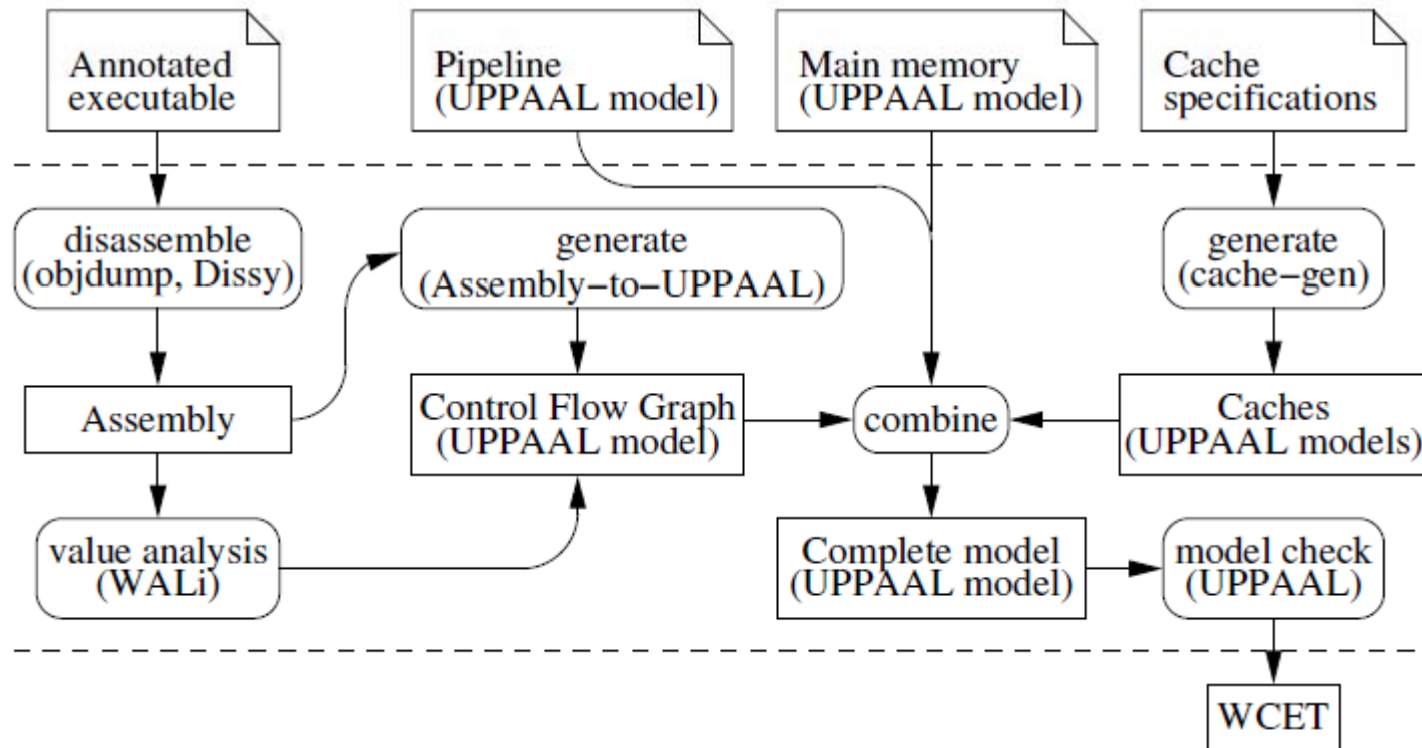 Annotated
executable
Pipeline
(UPPAAL model)
Main memory
(UPPAAL model)
Cache
specifications
disassemble
(objdump, Dissy)
generate
(Assembly−to−UPPAAL)
generate
(cache−gen)
Assembly
Control Flow Graph
(UPPAAL model)
combine
Caches
(UPPAAL models)
value analysis
(WALi)
Complete model
(UPPAAL model)
model check
(UPPAAL)
WCET